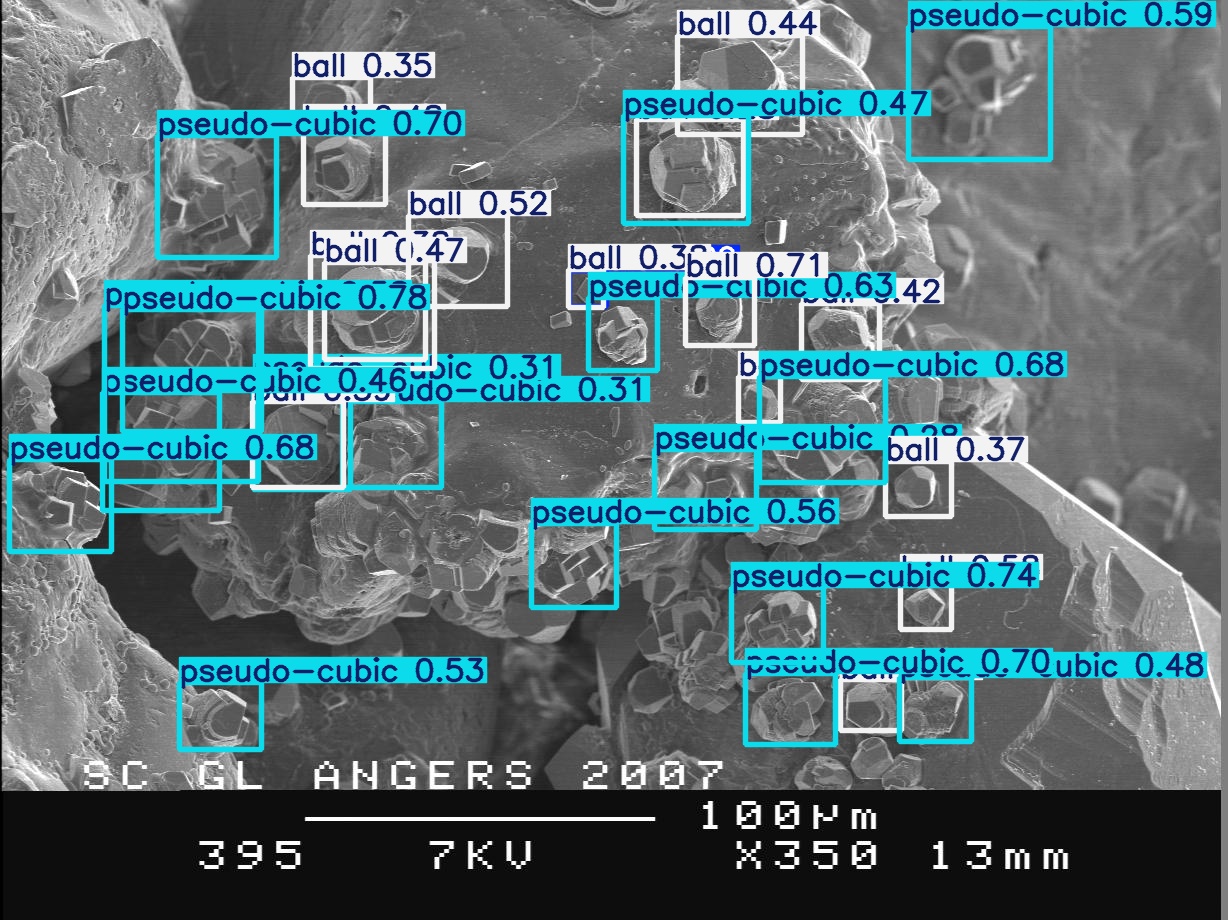 pseudo-cubic 0.59
ball 0.44
ball 0.35
pseudo-cubic 0.47
pseudo-cubic 0.70
ball 0.52
ball 0.47
ball 0.71
pseudo-cubic 0.63
pseudo-cubic 0.78
pseudo-cubic 0.68
0.31
pseudo-cubic 0.46
0.31
pseudo-cubic
ball 0.37
pseudo-cubic 0.68
pseudo-cubic 0.56
pseudo-cubic 0.74
pseudo-cubic 0.70
0.48
pseudo-cubic 0.53
SC GL ANGERS 2007
100µm
395 7KV X350 13mm